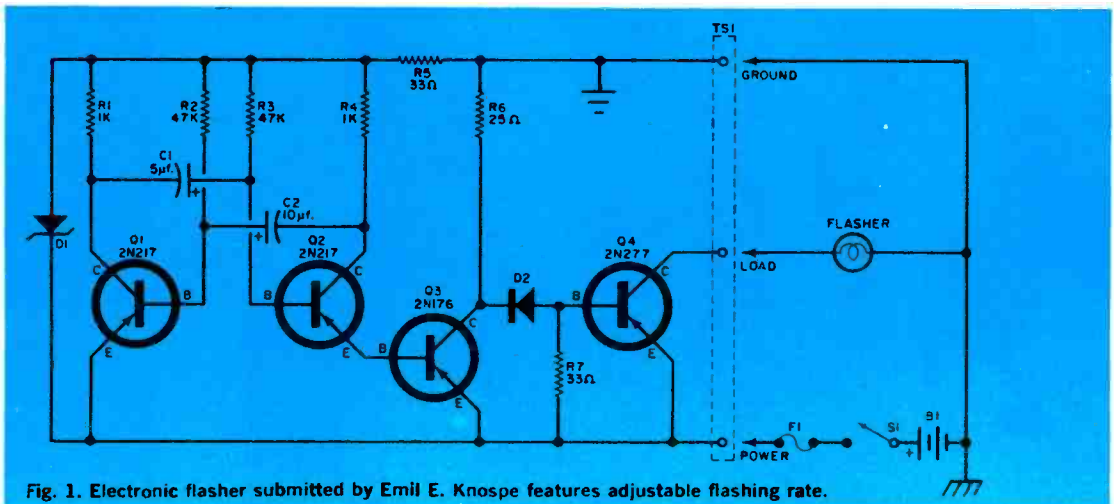 TS1
R5
33Ω
GROUND
R1
1K
R2
47K
R3
47K
R4
1K
R6
25Ω
C1
5µf.
+
C2
10µf.
+
D1
Q1
2N217
C
B
E
Q2
2N217
C
B
E
Q3
2N176
C
B
E
D2
Q4
2N277
C
B
E
R7
33Ω
FLASHER
LOAD
F1
S1
B1
+
POWER
Fig. 1. Electronic flasher submitted by Emil E. Knospe features adjustable flashing rate.